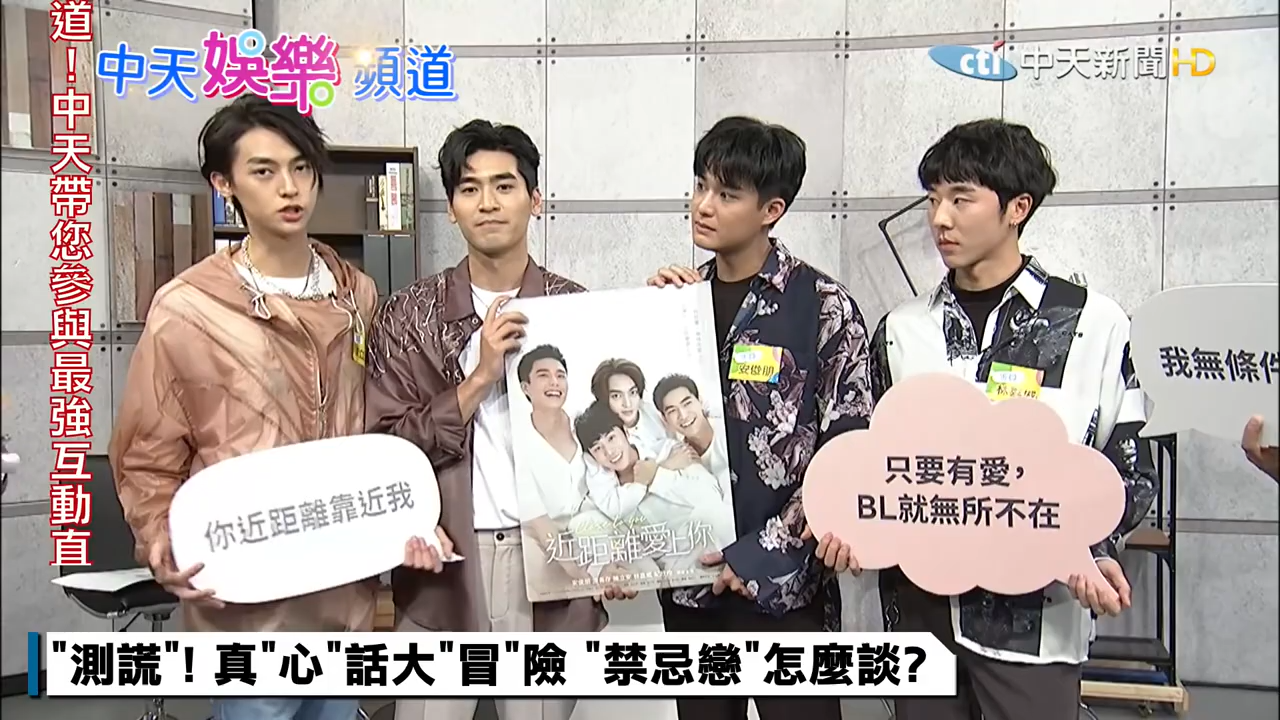 道！中天帶您參與最強互動直
中天娛樂頻道
cti 中天新聞HD
你近距離靠近我
近距離愛上你
安俊朋
只要有愛，
BL就無所不在
我無條件
"測謊"! 真"心"話大"冒"險 "禁忌戀"怎麼談?